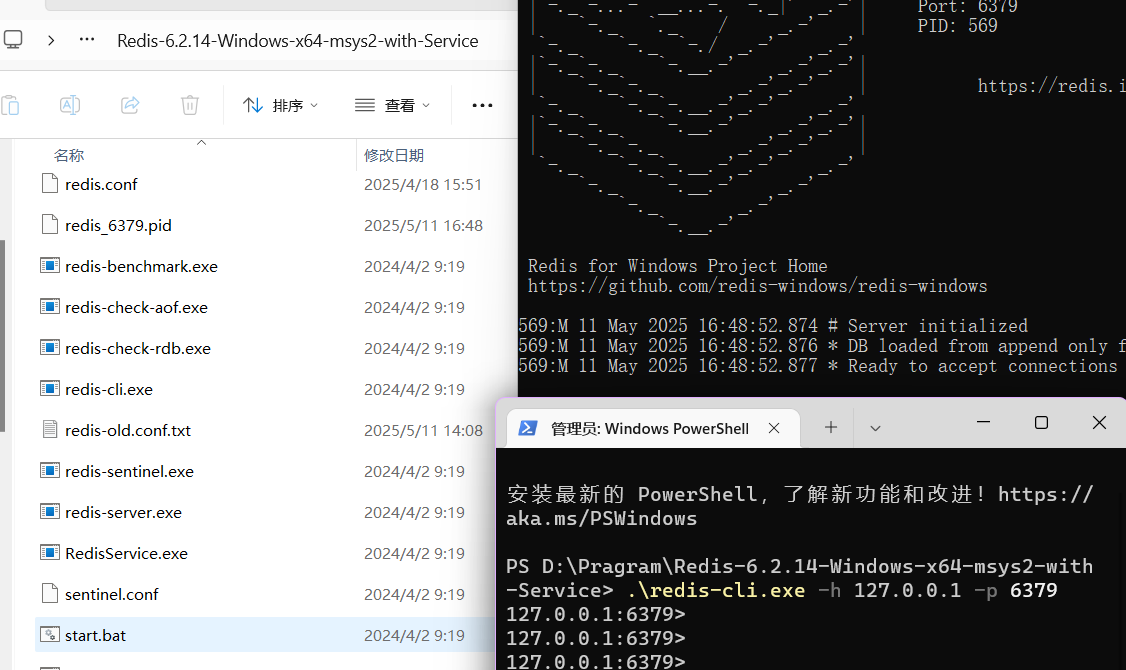 Redis-6.2.14-Windows-x64-msys2-with-Service
排序
查看
名称
修改日期
redis.conf
2025/4/18 15:51
redis_6379.pid
2025/5/11 16:48
redis-benchmark.exe
2024/4/2 9:19
redis-check-aof.exe
2024/4/2 9:19
redis-check-rdb.exe
2024/4/2 9:19
redis-cli.exe
2024/4/2 9:19
redis-old.conf.txt
2025/5/11 14:08
redis-sentinel.exe
2024/4/2 9:19
redis-server.exe
2024/4/2 9:19
RedisService.exe
2024/4/2 9:19
sentinel.conf
2024/4/2 9:19
start.bat
2024/4/2 9:19
Port: 6379
PID: 569
https://redis.i
Redis for Windows Project Home
https://github.com/redis-windows/redis-windows
569:M 11 May 2025 16:48:52.874 # Server initialized
569:M 11 May 2025 16:48:52.876 * DB loaded from append only f
569:M 11 May 2025 16:48:52.877 * Ready to accept connections
管理员: Windows PowerShell
安装最新的 PowerShell，了解新功能和改进！https://
aka.ms/PSWindows
PS D:\Pragram\Redis-6.2.14-Windows-x64-msys2-with
-Service> .\redis-cli.exe -h 127.0.0.1 -p 6379
127.0.0.1:6379>
127.0.0.1:6379>
127.0.0.1:6379>